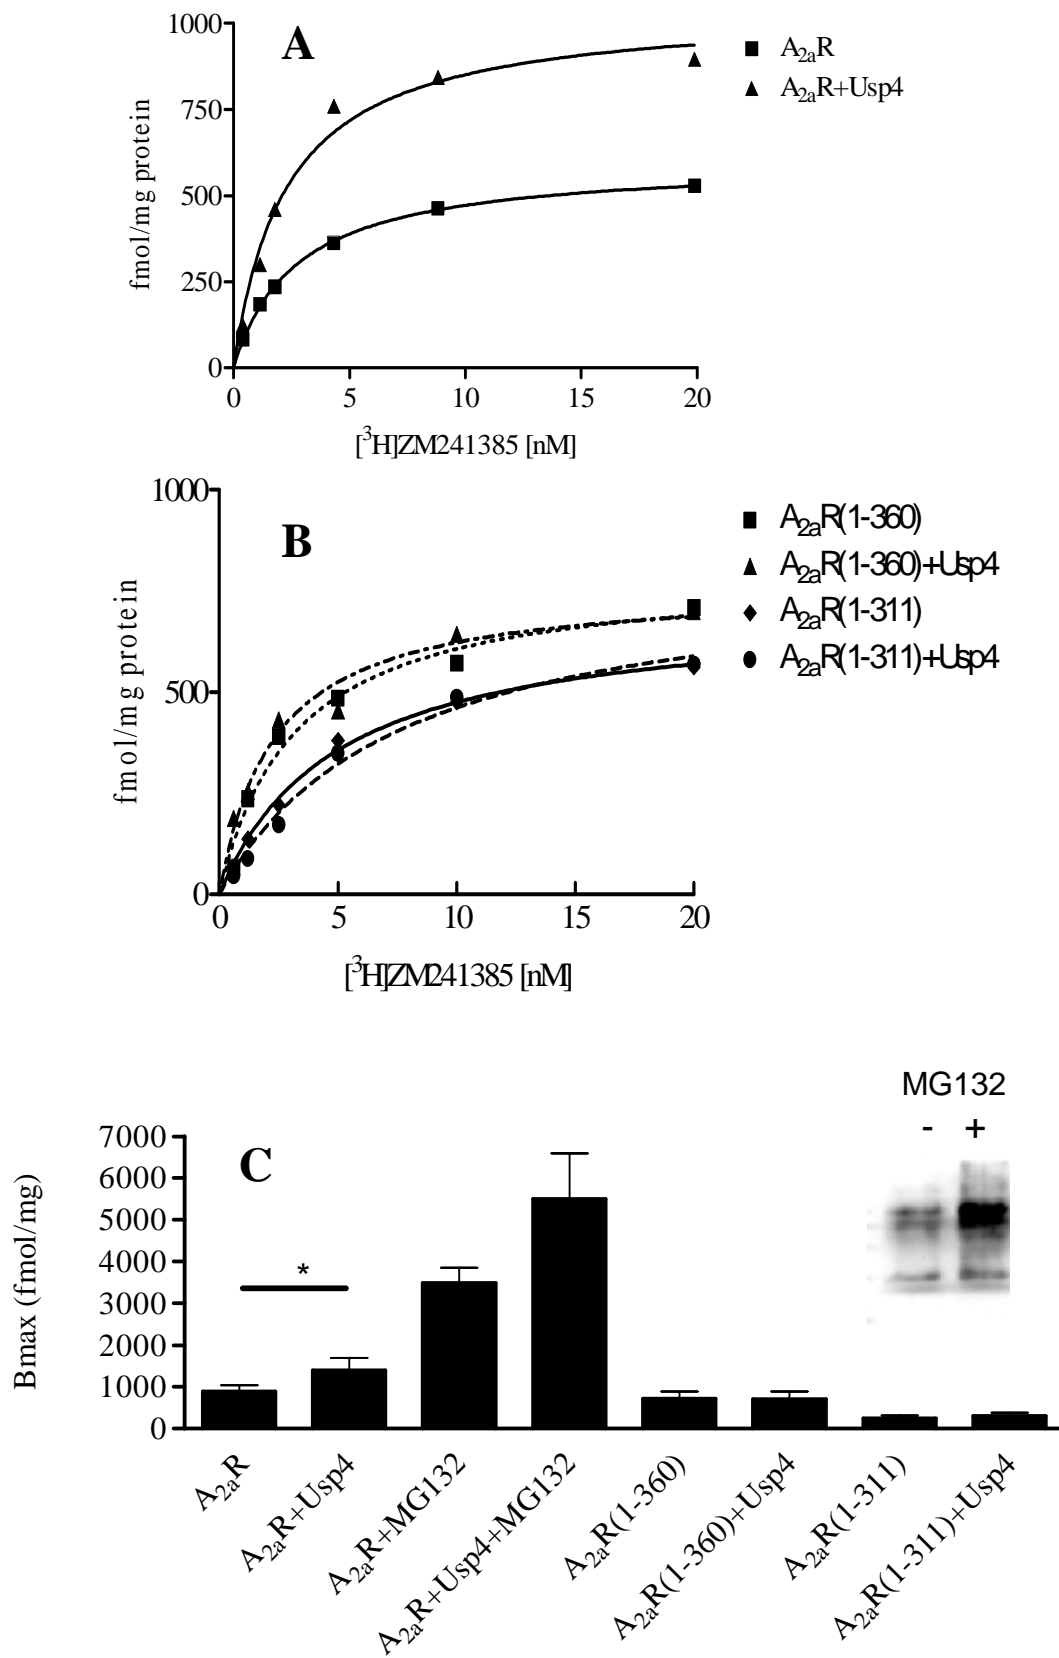 A
1000
750
500
250
0
fmol/mg protein
0 5 10 15 20
[³H]ZM241385 [nM]
A₂ₐR
A₂ₐR+Usp4
B
1000
500
0
fmol/mg protein
0 5 10 15 20
[³H]ZM241385 [nM]
A₂ₐR(1-360)
A₂ₐR(1-360)+Usp4
A₂ₐR(1-311)
A₂ₐR(1-311)+Usp4
MG132
- +
C
7000
6000
5000
4000
3000
2000
1000
0
Bmax (fmol/mg)
*
A₂ₐR
A₂ₐR+Usp4
A₂ₐR+MG132
A₂ₐR+Usp4+MG132
A₂ₐR(1-360)
A₂ₐR(1-360)+Usp4
A₂ₐR(1-311)
A₂ₐR(1-311)+Usp4